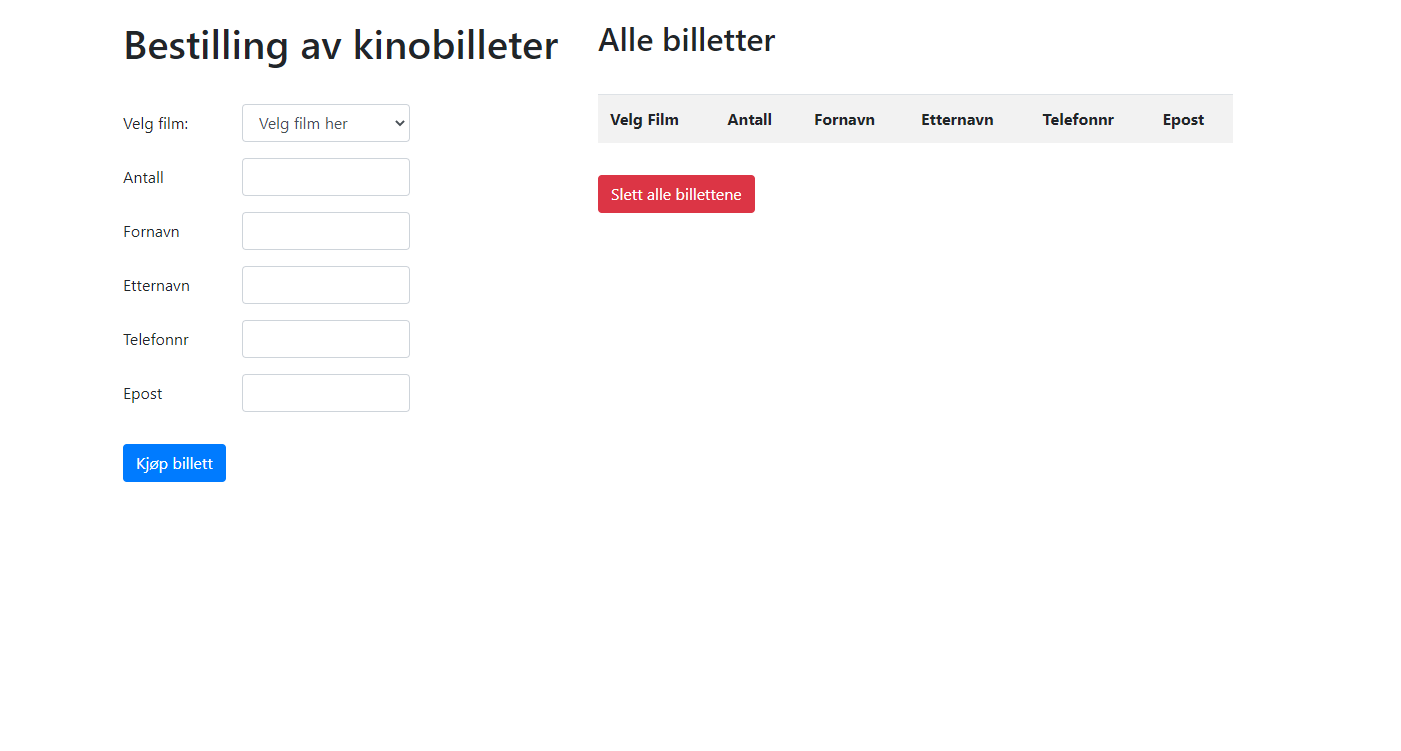 Bestilling av kinobilleter
Velg film:
Velg film her
Antall
Fornavn
Etternavn
Telefonnr
Epost
Kjøp billett
Alle billetter
Velg Film Antall Fornavn Etternavn Telefonnr Epost
Slett alle billettene